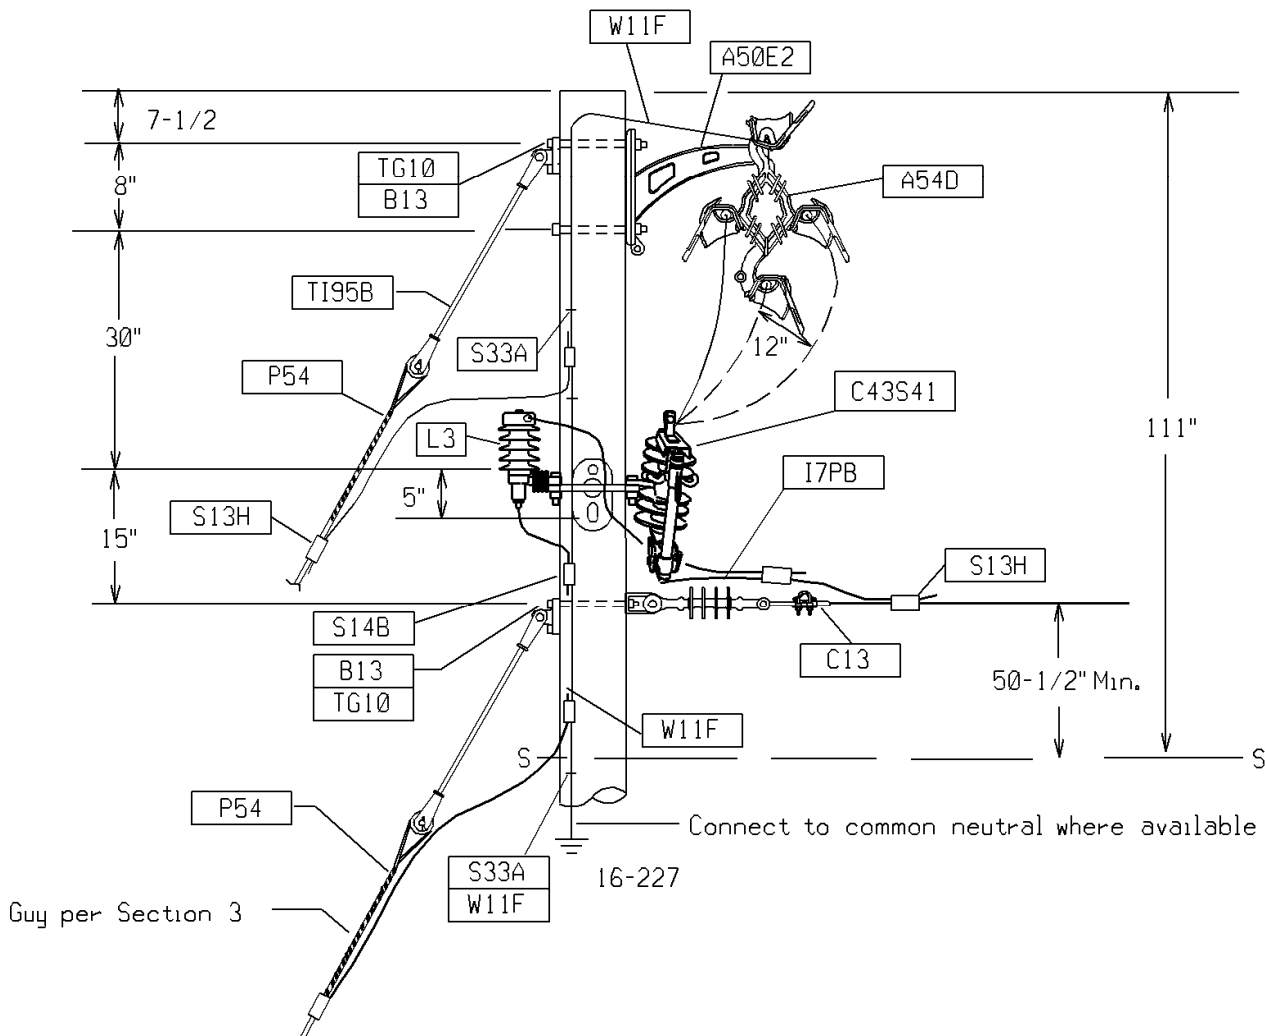 W11F
A50E2
7-1/2
TG10
B13
8"
A54D
TI95B
30"
S33A
12"
P54
C43S41
L3
111"
I7PB
5"
S13H
15"
S13H
S14B
C13
B13
TG10
50-1/2" Min.
W11F
S
S
P54
Connect to common neutral where available
S33A
W11F
16-227
Guy per Section 3